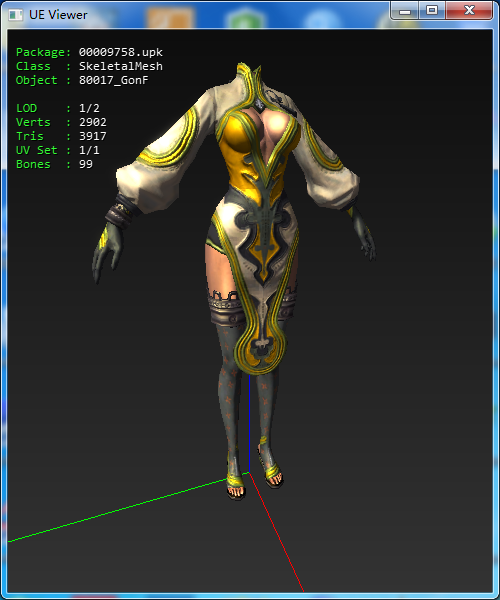 UE Viewer
Package: 00009758.upk
Class : SkeletalMesh
Object : 80017_GonF
LOD : 1/2
Verts : 2902
Tris : 3917
UV Set : 1/1
Bones : 99